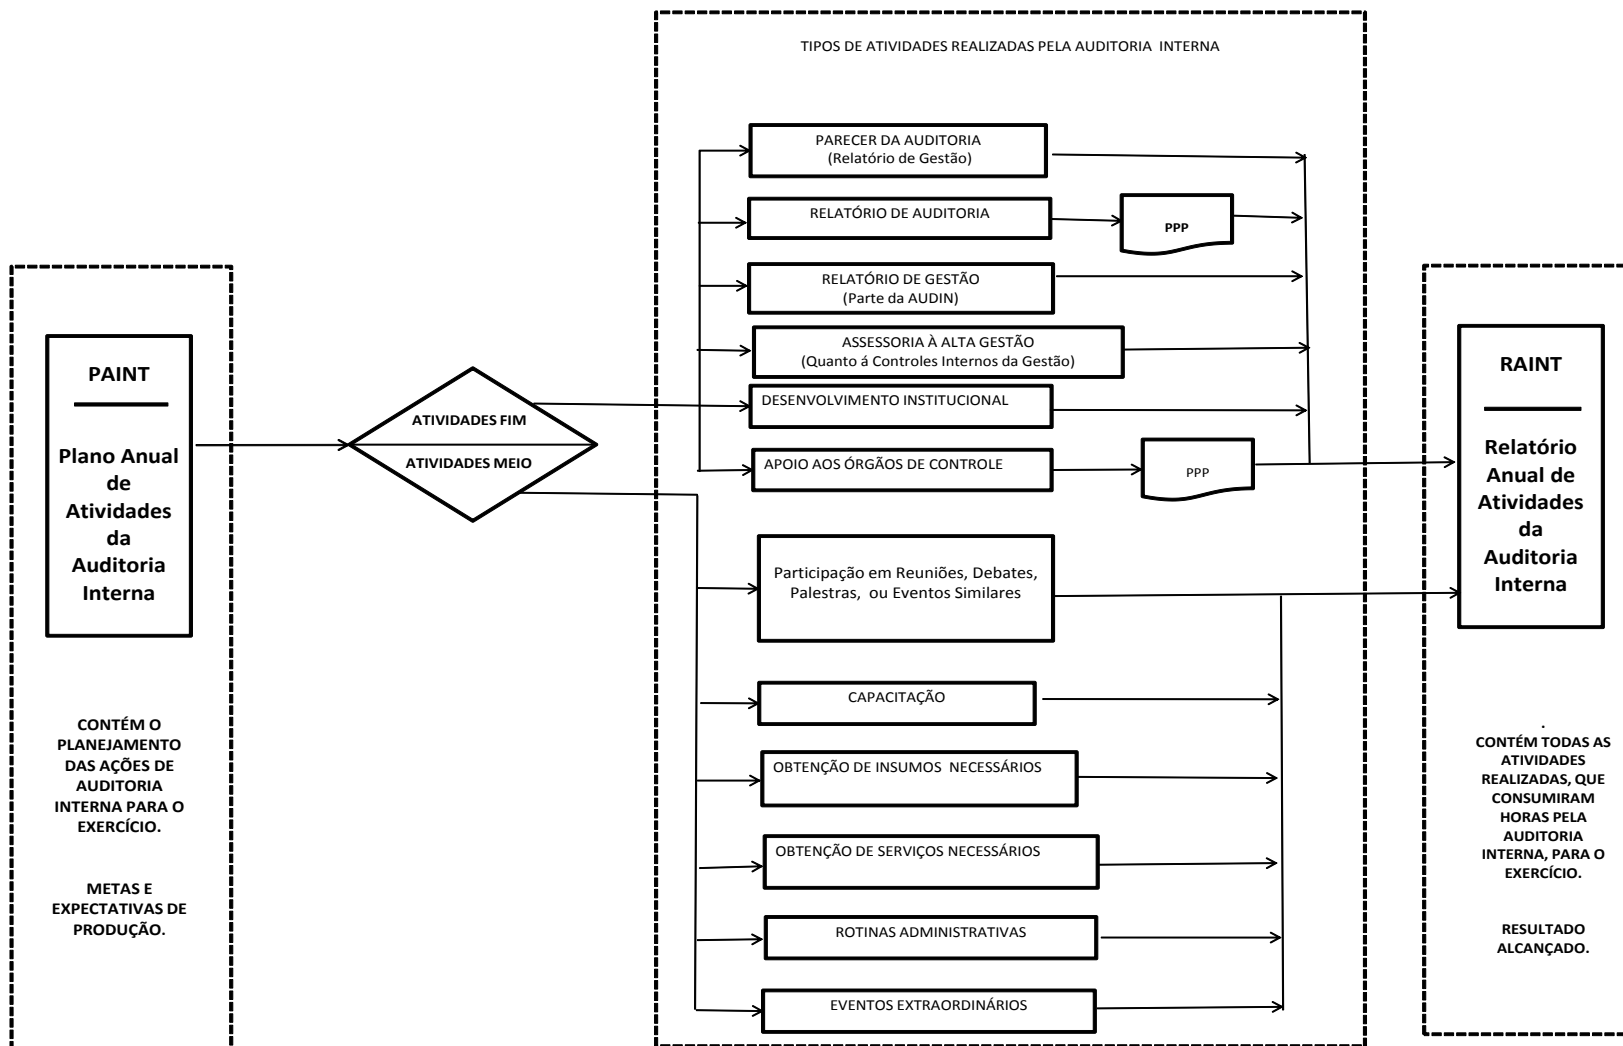 TIPOS DE ATIVIDADES REALIZADAS PELA AUDITORIA INTERNA
PAINT
Plano Anual
de
Atividades
da
Auditoria
Interna
CONTÉM O
PLANEJAMENTO
DAS AÇÕES DE
AUDITORIA
INTERNA PARA O
EXERCÍCIO.
METAS E
EXPECTATIVAS DE
PRODUÇÃO.
ATIVIDADES FIM
ATIVIDADES MEIO
PARECER DA AUDITORIA
(Relatório de Gestão)
RELATÓRIO DE AUDITORIA
PPP
RELATÓRIO DE GESTÃO
(Parte da AUDIN)
ASSESSORIA À ALTA GESTÃO
(Quanto á Controles Internos da Gestão)
DESENVOLVIMENTO INSTITUCIONAL
APOIO AOS ÓRGÃOS DE CONTROLE
PPP
Participação em Reuniões, Debates,
Palestras, ou Eventos Similares
CAPACITAÇÃO
OBTENÇÃO DE INSUMOS NECESSÁRIOS
OBTENÇÃO DE SERVIÇOS NECESSÁRIOS
ROTINAS ADMINISTRATIVAS
EVENTOS EXTRAORDINÁRIOS
RAINT
Relatório
Anual de
Atividades
da
Auditoria
Interna
.
CONTÉM TODAS AS
ATIVIDADES
REALIZADAS, QUE
CONSUMIRAM
HORAS PELA
AUDITORIA
INTERNA, PARA O
EXERCÍCIO.
RESULTADO
ALCANÇADO.